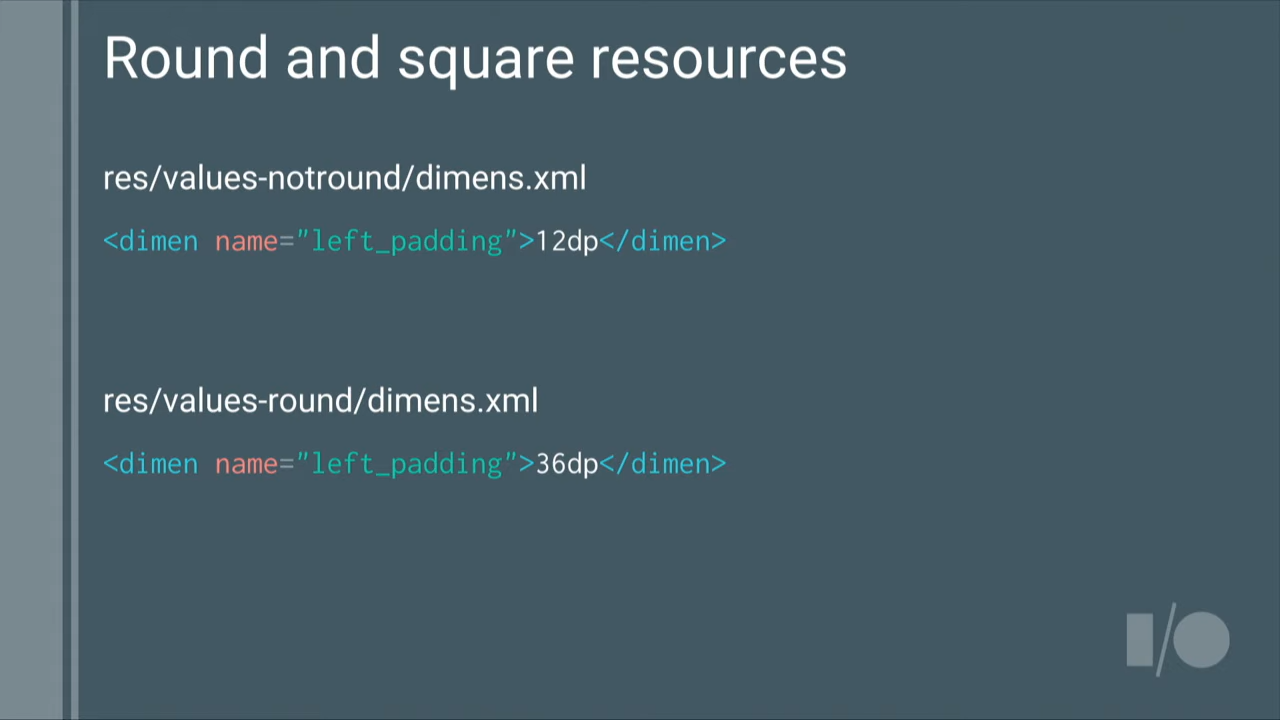 Round and square resources
res/values-notround/dimens.xml
<dimen name="left_padding">12dp</dimen>
res/values-round/dimens.xml
<dimen name="left_padding">36dp</dimen>
I/O